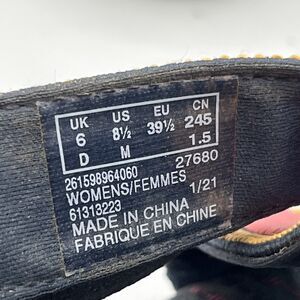 UK US EU CN
6 8½ 39½ 245
D M 1.5
27680
261598964060
WOMENS/FEMMES
61313223 1/21
MADE IN CHINA
FABRIQUE EN CHINE